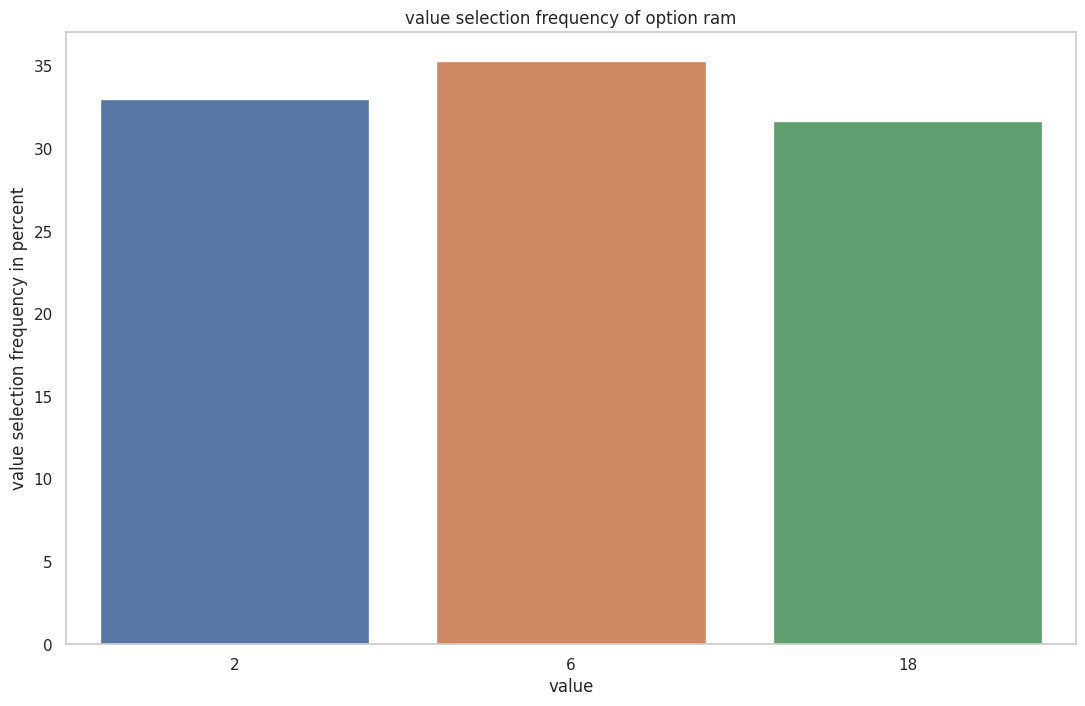 value selection frequency of option ram
value selection frequency in percent
35
30
25
20
15
10
5
0
2 6 18
value